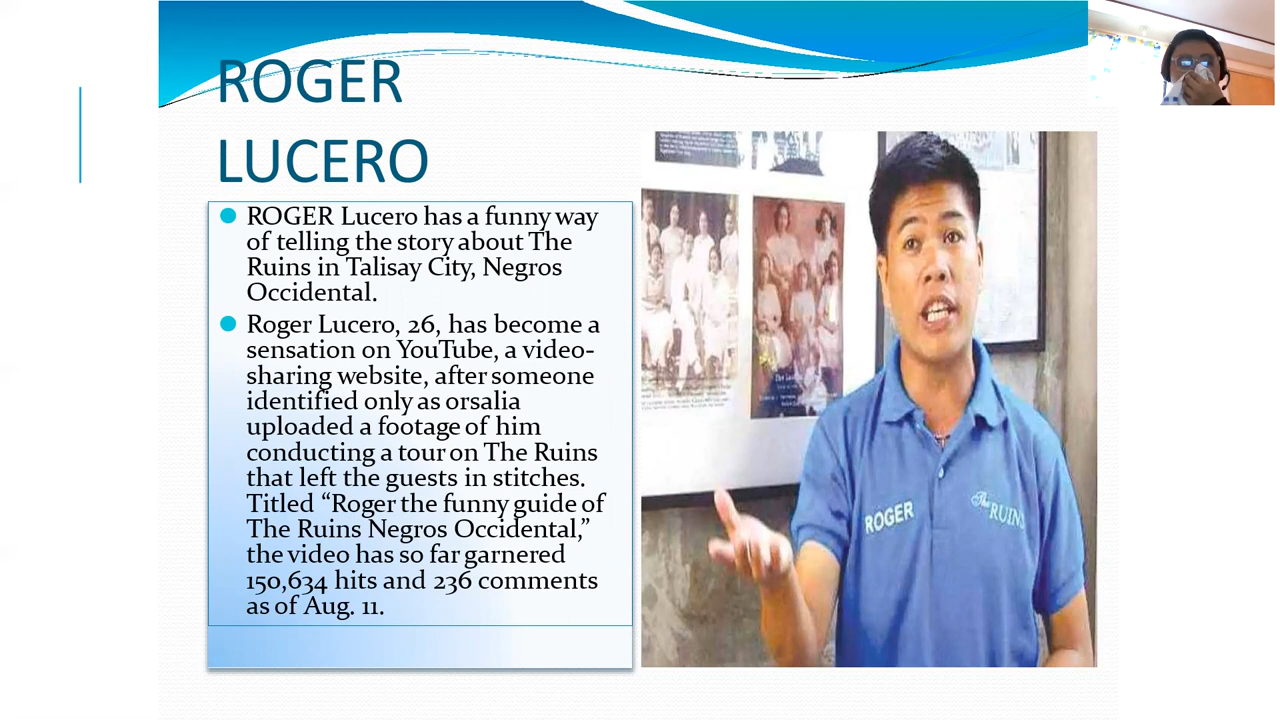 ROGER
LUCERO
ROGER Lucero has a funny way
of telling the story about The
Ruins in Talisay City, Negros
Occidental.
Roger Lucero, 26, has become a
sensation on YouTube, a video-
sharing website, after someone
identified only as orsalia
uploaded a footage of him
conducting a tour on The Ruins
that left the guests in stitches.
Titled “Roger the funny guide of
The Ruins Negros Occidental,”
the video has so far garnered
150,634 hits and 236 comments
as of Aug. 11.
ROGER
The
RUINS